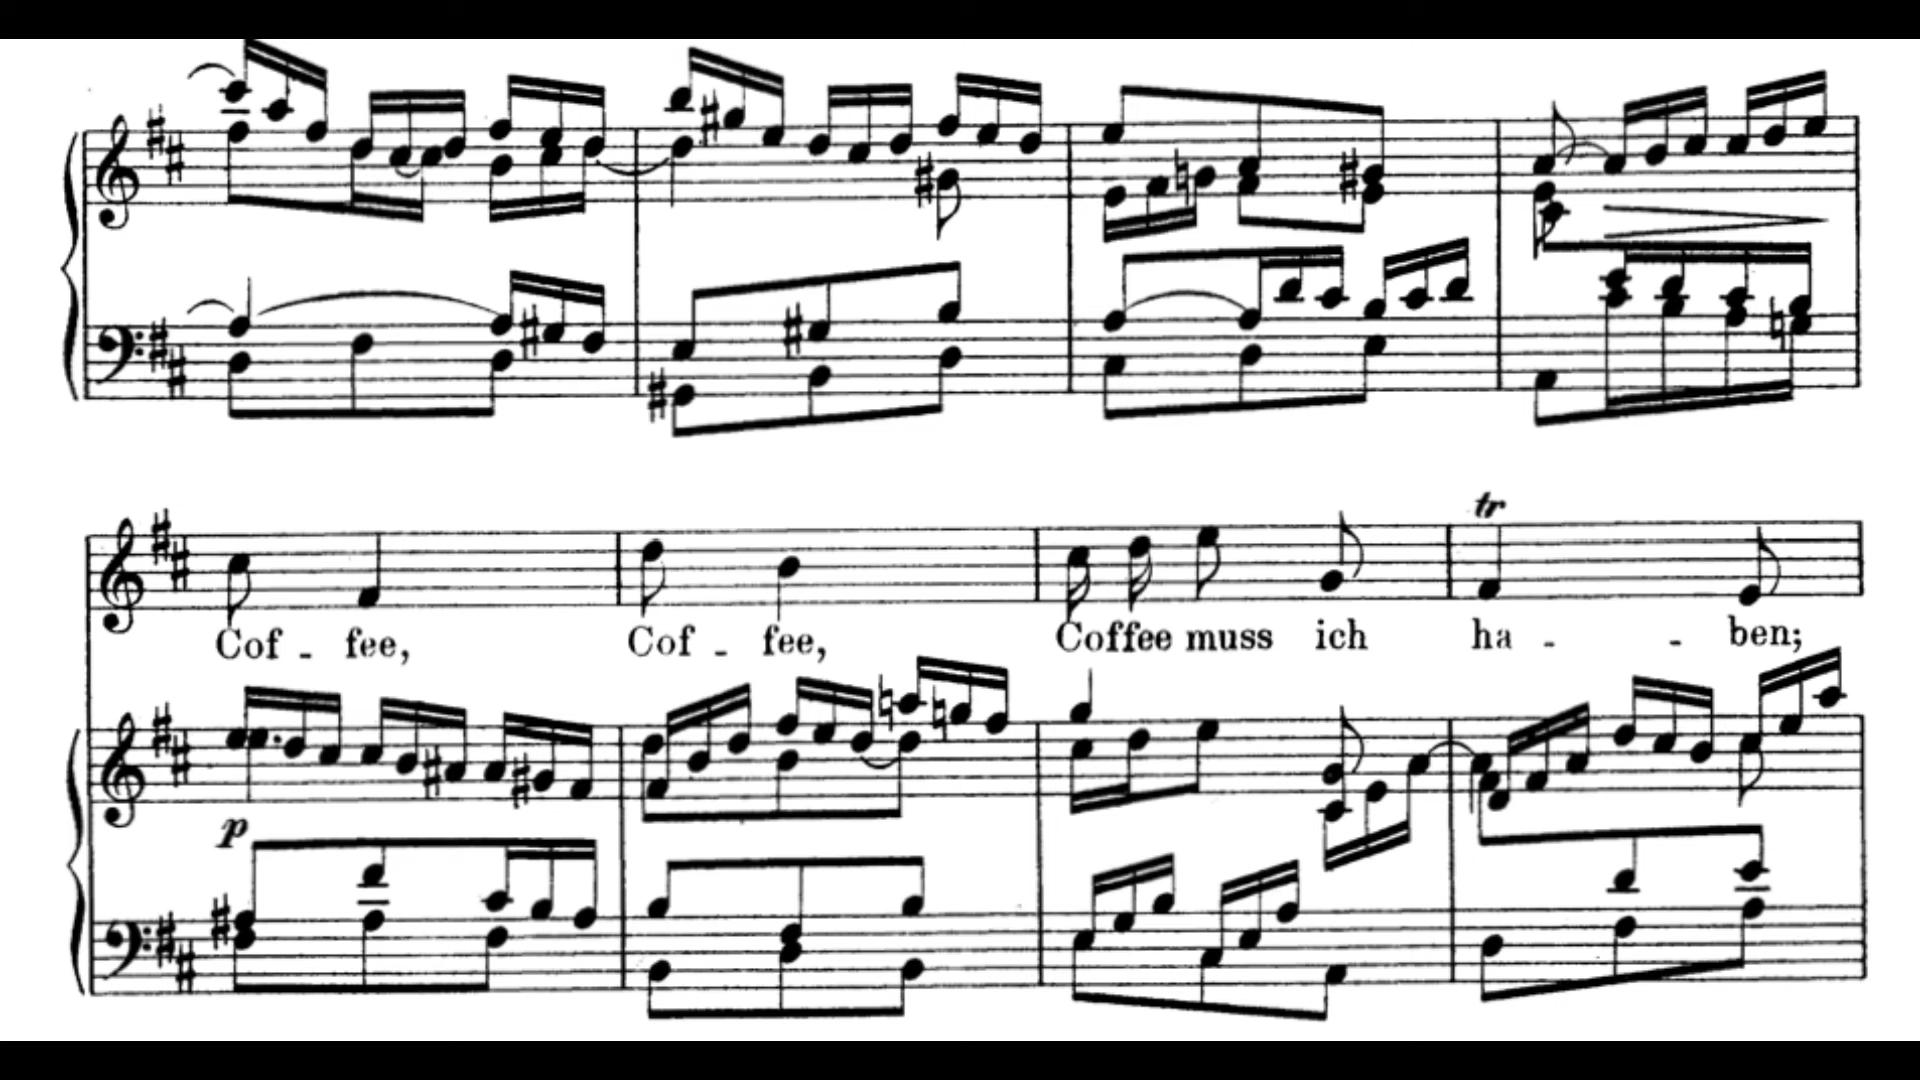 tr
Cof - fee, Cof - fee, Coffee muss ich ha - - ben;
p